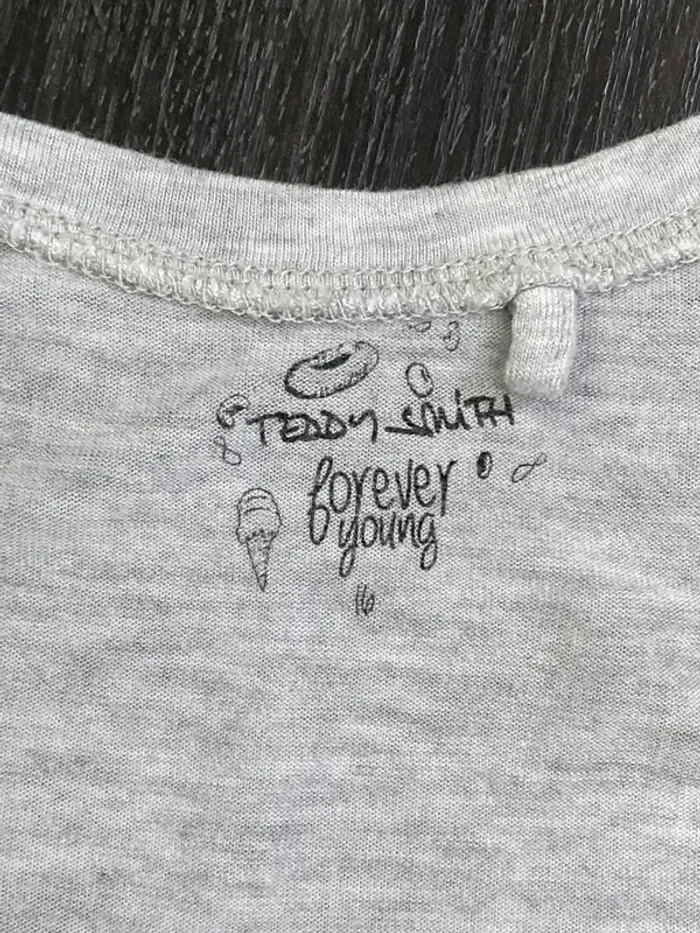 TEDDY SMITH
forever
young
16